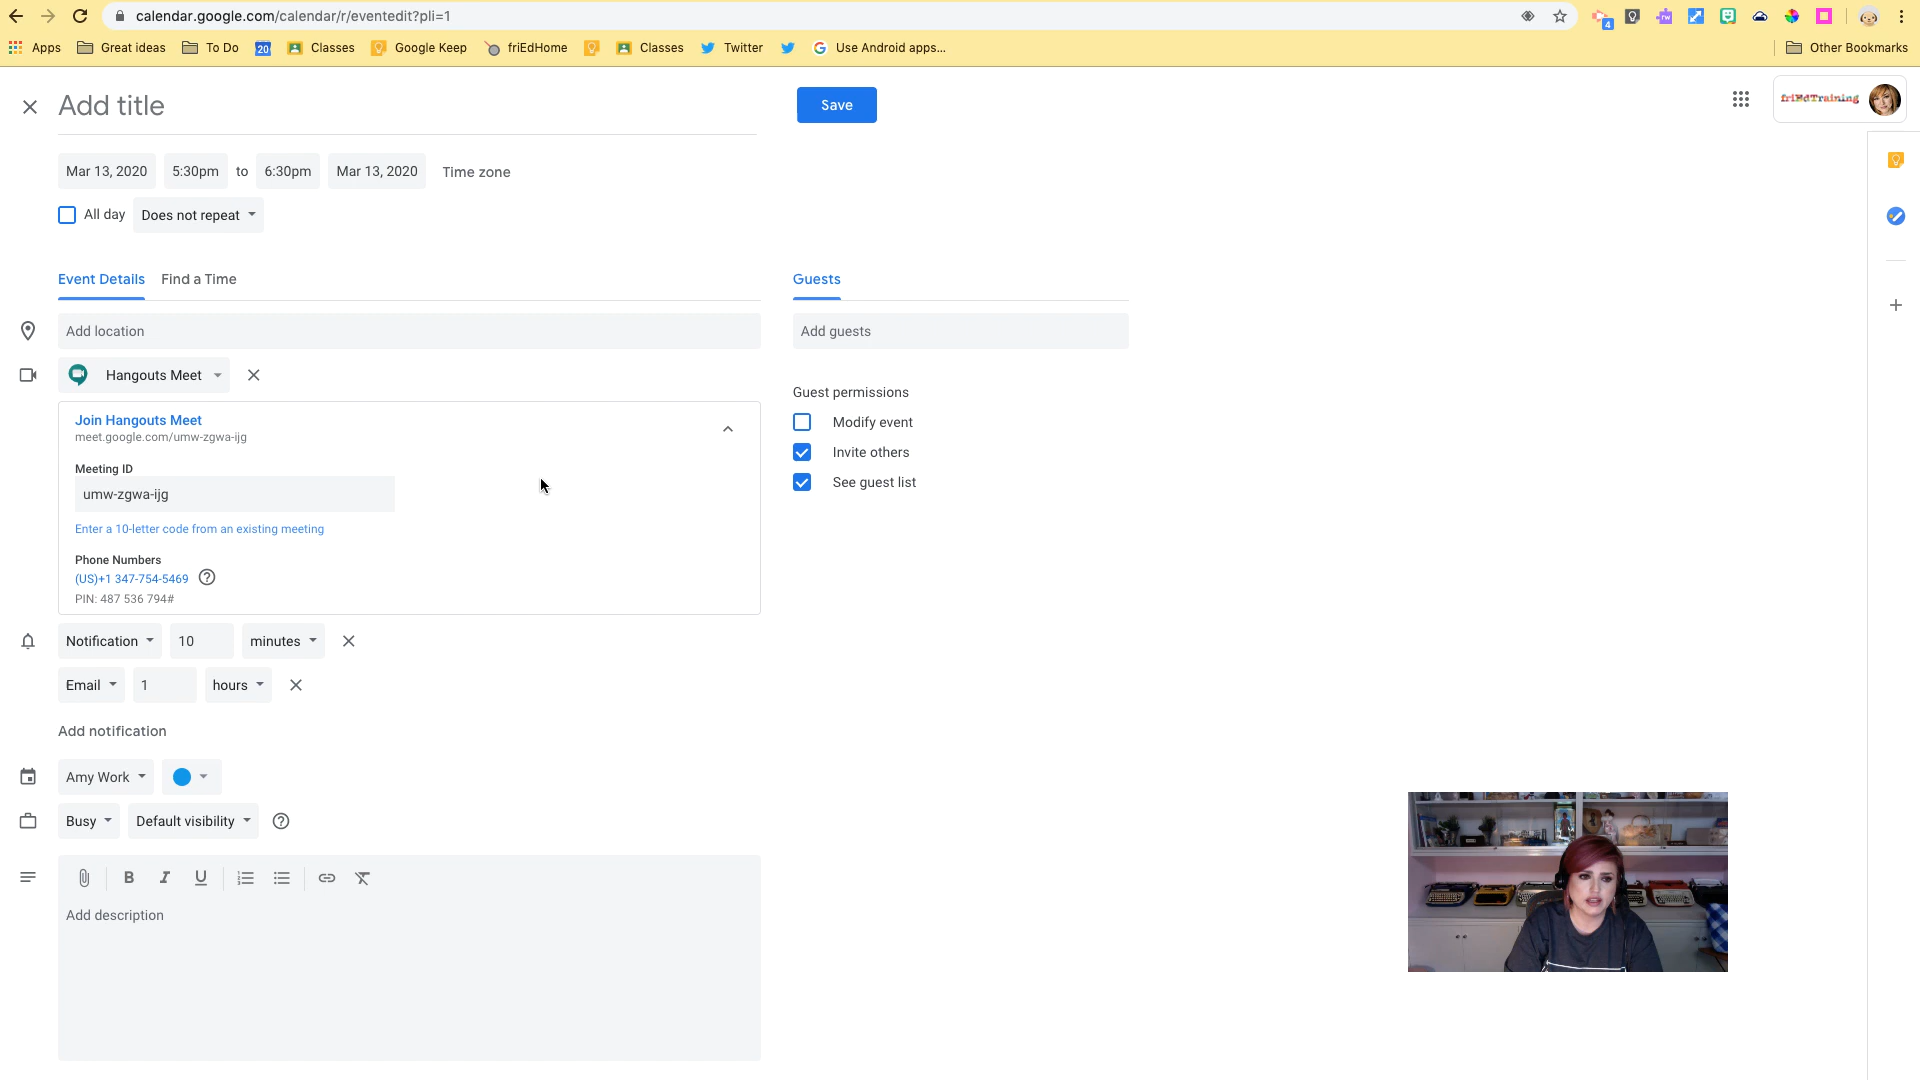 calendar.google.com/calendar/r/eventedit?pli=1
4
Apps Great ideas To Do 20 Classes Google Keep friEdHome Classes Twitter Use Android apps... Other Bookmarks
Add title
Save
friEdTraining
Mar 13, 2020 5:30pm to 6:30pm Mar 13, 2020 Time zone
All day Does not repeat
Event Details Find a Time
Guests
Add location
Add guests
Hangouts Meet
Join Hangouts Meet
meet.google.com/umw-zgwa-ijg
Meeting ID
umw-zgwa-ijg
Enter a 10-letter code from an existing meeting
Phone Numbers
(US)+1 347-754-5469
PIN: 487 536 794#
Guest permissions
Modify event
Invite others
See guest list
Notification 10 minutes
Email 1 hours
Add notification
Amy Work
Busy Default visibility
B I U
Add description